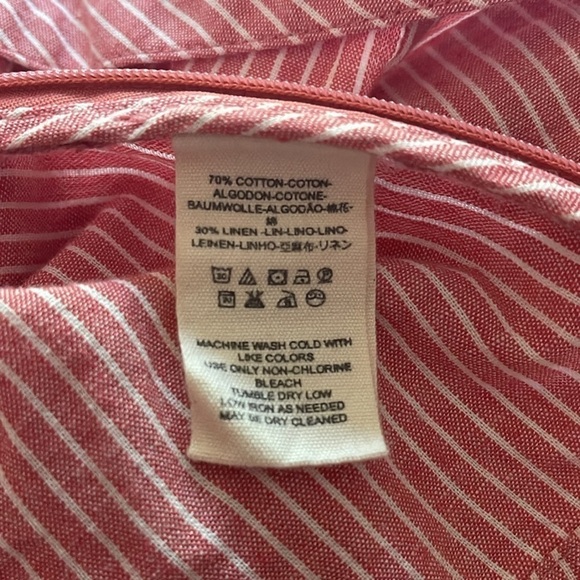 70% COTTON-COTON-
ALGODON-COTONE-
BAUMWOLLE-ALGODÃO-棉花-
綿
30% LINEN -LIN-LINO-LINO-
LEINEN-LINHO-亞麻布-リネン
MACHINE WASH COLD WITH
LIKE COLORS
USE ONLY NON-CHLORINE
BLEACH
TUMBLE DRY LOW
LOW IRON AS NEEDED
MAY BE DRY CLEANED